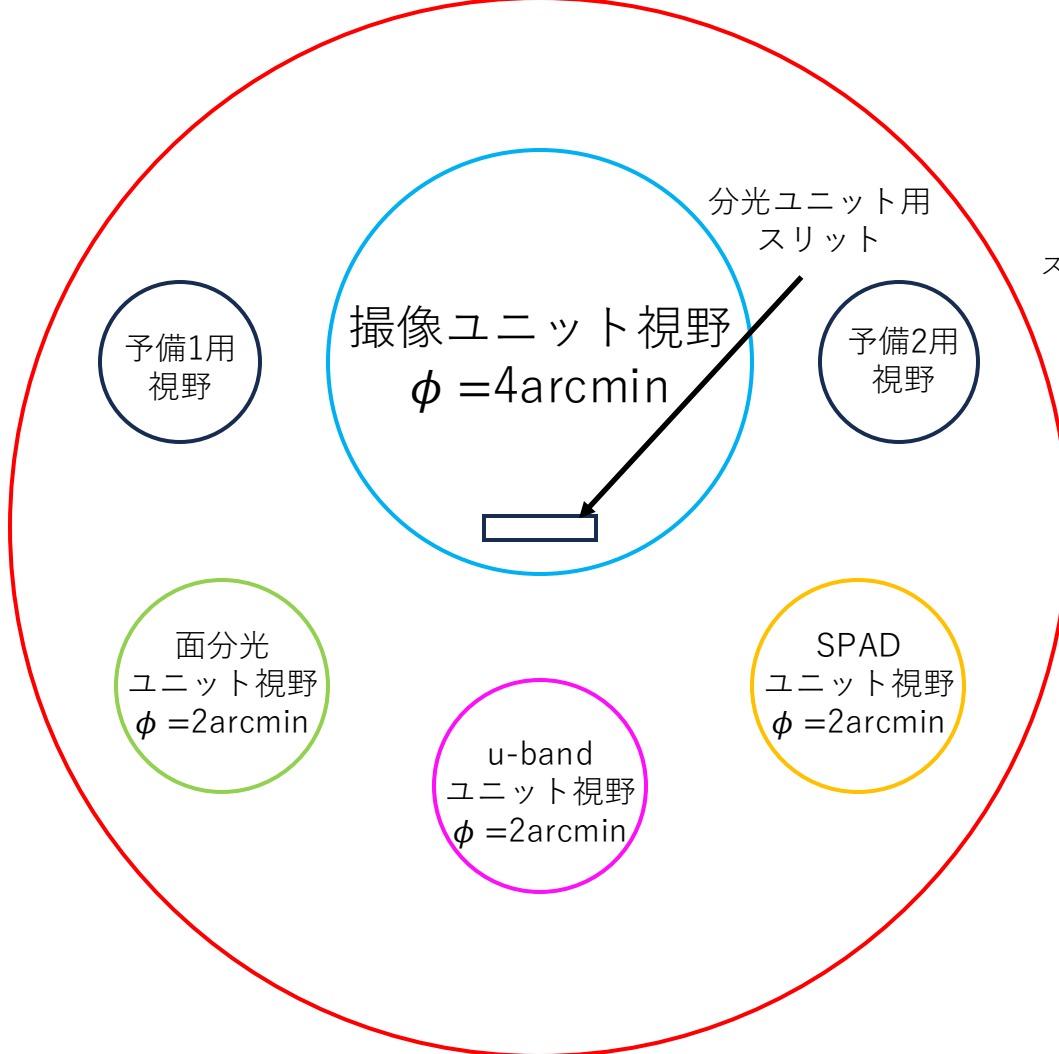 分光ユニット用
スリット
ス
撮像ユニット視野
ϕ =4arcmin
予備1用
視野
予備2用
視野
面分光
ユニット視野
ϕ =2arcmin
SPAD
ユニット視野
ϕ =2arcmin
u-band
ユニット視野
ϕ =2arcmin